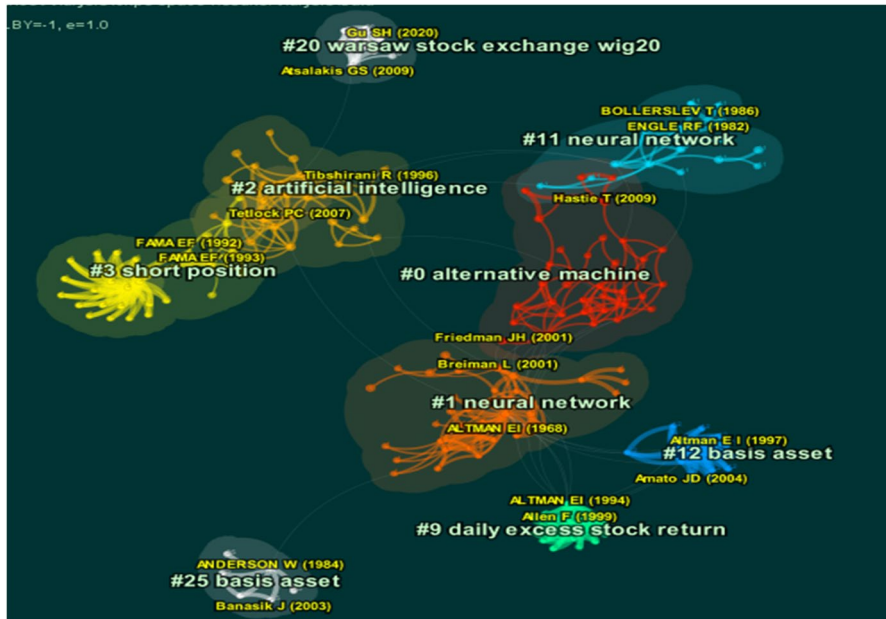 LBY=-1, e=1.0
Gu SH (2020)
#20 warsaw stock exchange wig20
Atsalakis GS (2009)
BOLLERSLEV T (1986)
ENGLE RF (1982)
#11 neural network
Tibshirani R (1996)
#2 artificial intelligence
Hastie T (2009)
Tetlock PC (2007)
FAMA EF (1992)
FAMA EF (1993)
#3 short position
#0 alternative machine
Friedman JH (2001)
Breiman L (2001)
#1 neural network
ALTMAN EI (1968)
Altman E I (1997)
#12 basis asset
Amato JD (2004)
ALTMAN EI (1994)
Allen F (1999)
#9 daily excess stock return
ANDERSON W (1984)
#25 basis asset
Banasik J (2003)